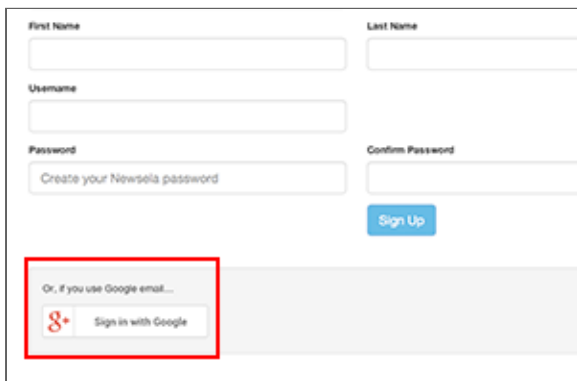 First Name Last Name
Username
Password Confirm Password
Create your Newsela password
Sign Up
Or, if you use Google email...
g+ Sign in with Google